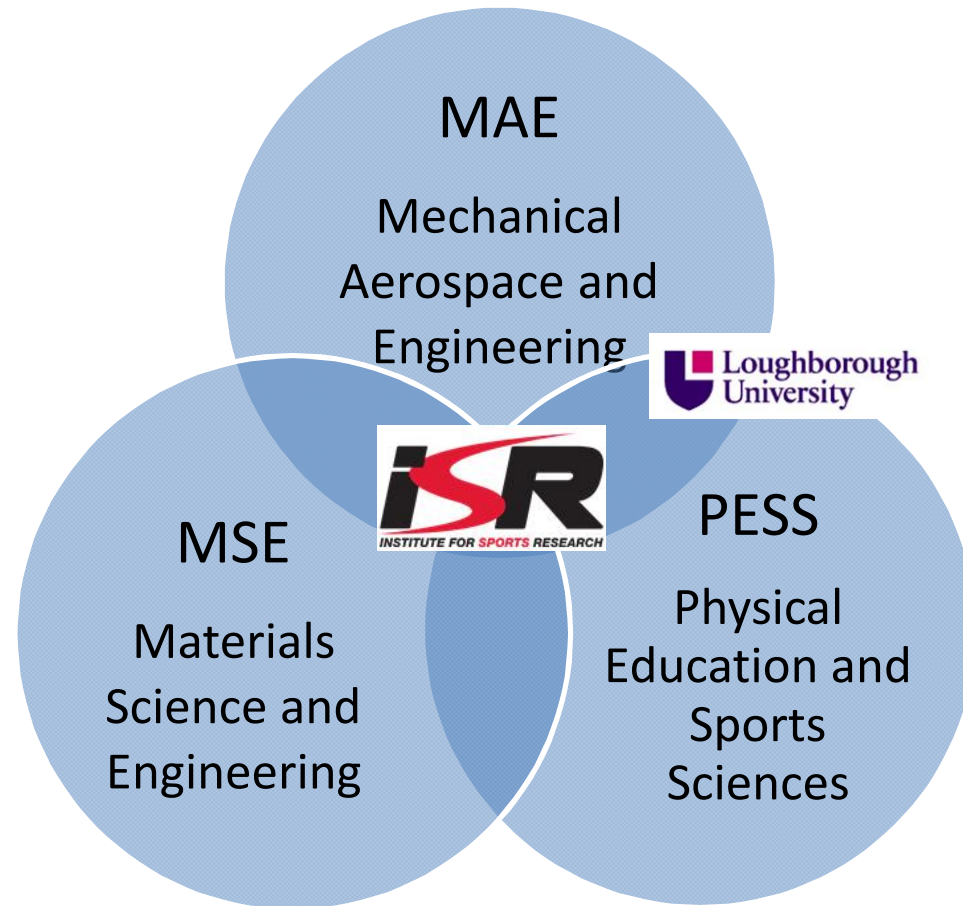 MAE
Mechanical
Aerospace and
Engineering
Loughborough
University
iSR
INSTITUTE FOR SPORTS RESEARCH
MSE
Materials
Science and
Engineering
PESS
Physical
Education and
Sports
Sciences